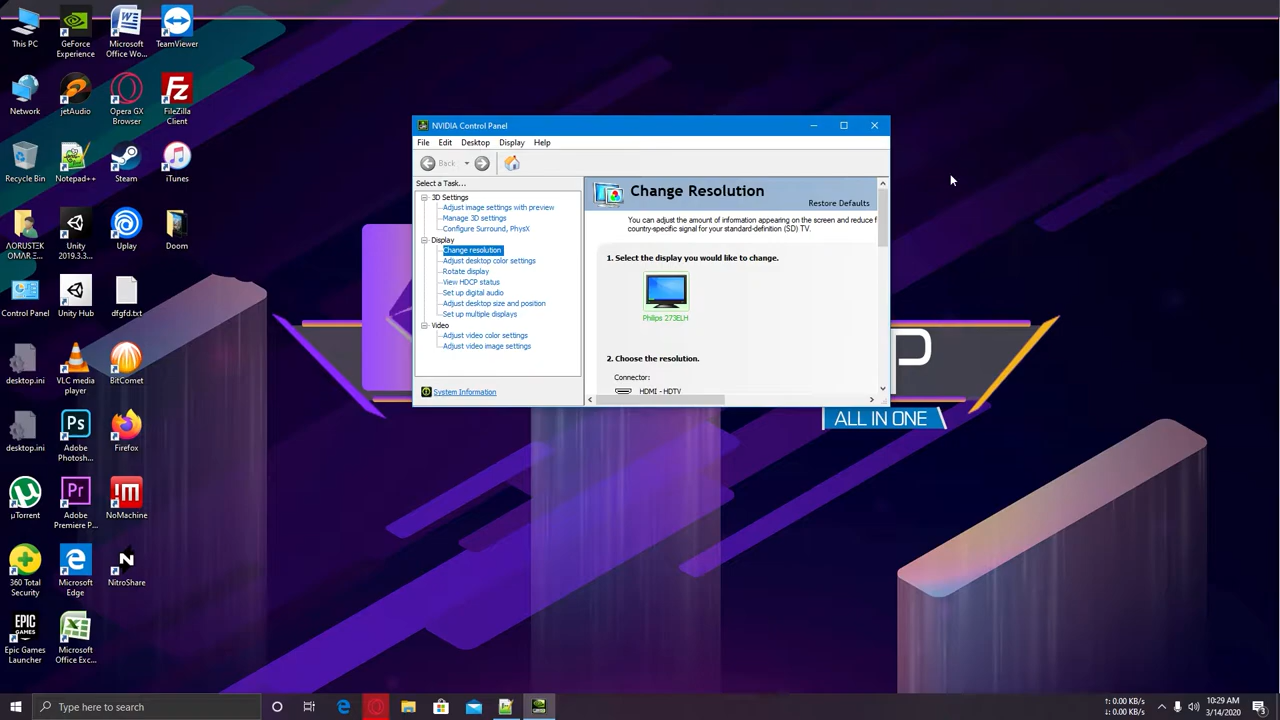 This PC
GeForce
Experience
Microsoft
Office Wo...
TeamViewer
Network
jetAudio
Opera GX
Browser
FileZilla
Client
Recycle Bin
Notepad++
Steam
iTunes
AORUSTEK
OMAR ...
Unity
2019.3.3...
Uplay
Doom
Control Panel
Unity Hub
dfgfd.txt
desktop.ini
VLC media
player
BitComet
desktop.ini
Adobe
Photosh...
Firefox
µTorrent
Adobe
Premiere P...
NoMachine
360 Total
Security
Microsoft
Edge
NitroShare
Epic Games
Launcher
Microsoft
Office Exc...
NVIDIA Control Panel
File Edit Desktop Display Help
Back
Select a Task...
3D Settings
Adjust image settings with preview
Manage 3D settings
Configure Surround, PhysX
Display
Change resolution
Adjust desktop color settings
Rotate display
View HDCP status
Set up digital audio
Adjust desktop size and position
Set up multiple displays
Video
Adjust video color settings
Adjust video image settings
System Information
Change Resolution
Restore Defaults
You can adjust the amount of information appearing on the screen and reduce f
country-specific signal for your standard-definition (SD) TV.
1. Select the display you would like to change.
Philips 273ELH
2. Choose the resolution.
Connector:
HDMI - HDTV
P
ALL IN ONE
Type here to search
↑: 0.00 KB/s
↓: 0.00 KB/s
10:29 AM
3/14/2020
3